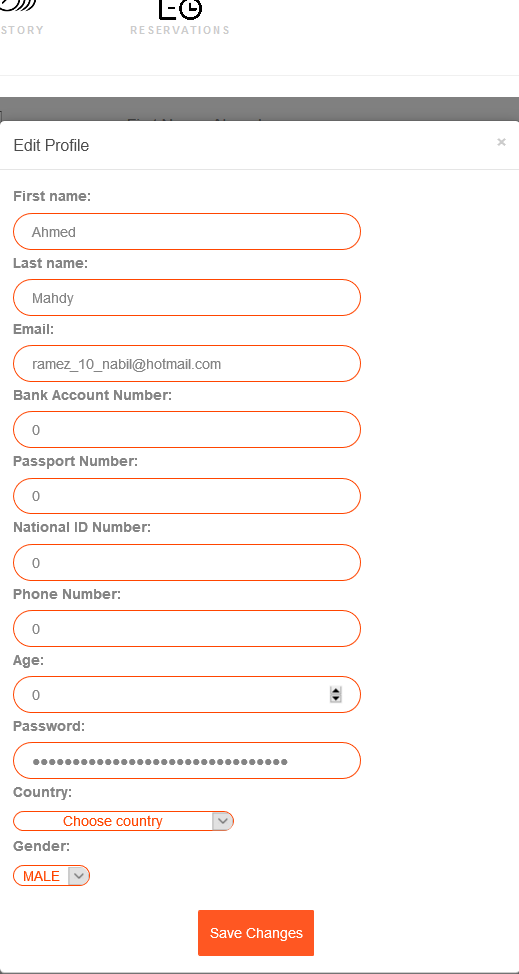 STORY
RESERVATIONS
Edit Profile
×
First name:
Ahmed
Last name:
Mahdy
Email:
ramez_10_nabil@hotmail.com
Bank Account Number:
0
Passport Number:
0
National ID Number:
0
Phone Number:
0
Age:
0
Password:
••••••••••••••••••••••••••••••••
Country:
Choose country
Gender:
MALE
Save Changes